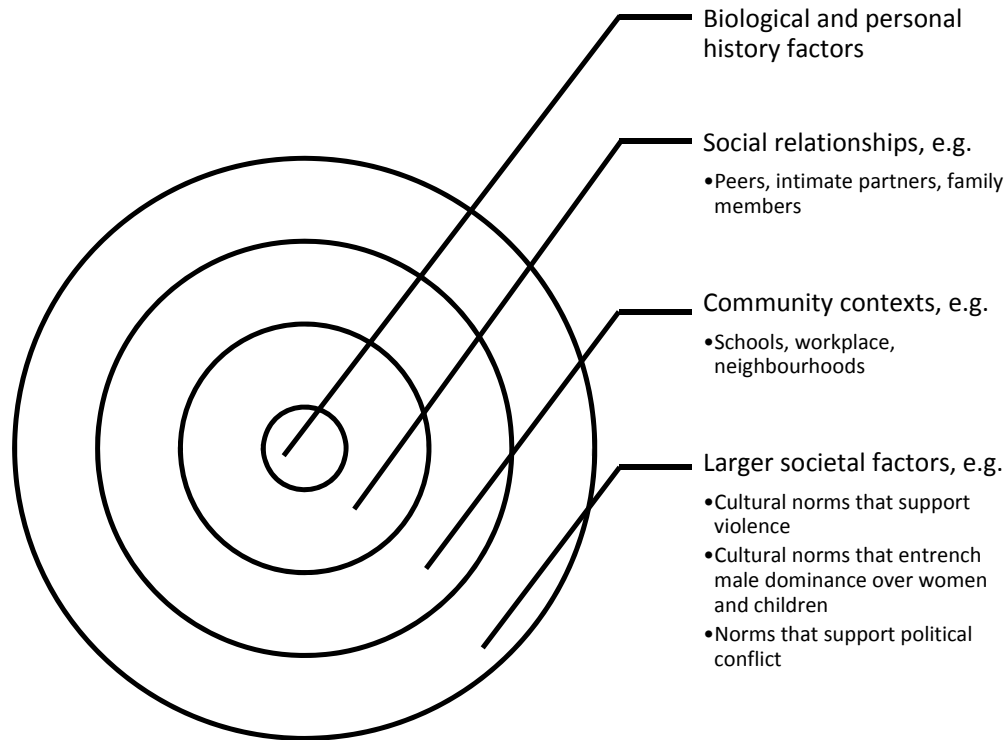 Biological and personal
history factors
Social relationships, e.g.
•Peers, intimate partners, family
members
Community contexts, e.g.
•Schools, workplace,
neighbourhoods
Larger societal factors, e.g.
•Cultural norms that support
violence
•Cultural norms that entrench
male dominance over women
and children
•Norms that support political
conflict